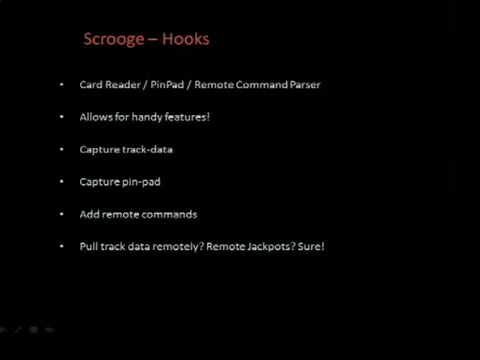 Scrooge – Hooks
• Card Reader / PinPad / Remote Command Parser
• Allows for handy features!
• Capture track-data
• Capture pin-pad
• Add remote commands
• Pull track data remotely? Remote Jackpots? Sure!